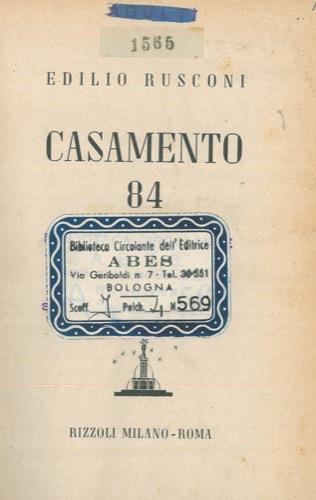 ADULTI
1565
EDILIO RUSCONI
CASAMENTO
84
Biblioteca Circolante dell'Editrice
ABES
Via Garibaldi n 7 - Tel. 30-551
BOLOGNA
Scaff. Palch. 4 N. 569
RIZZOLI MILANO-ROMA